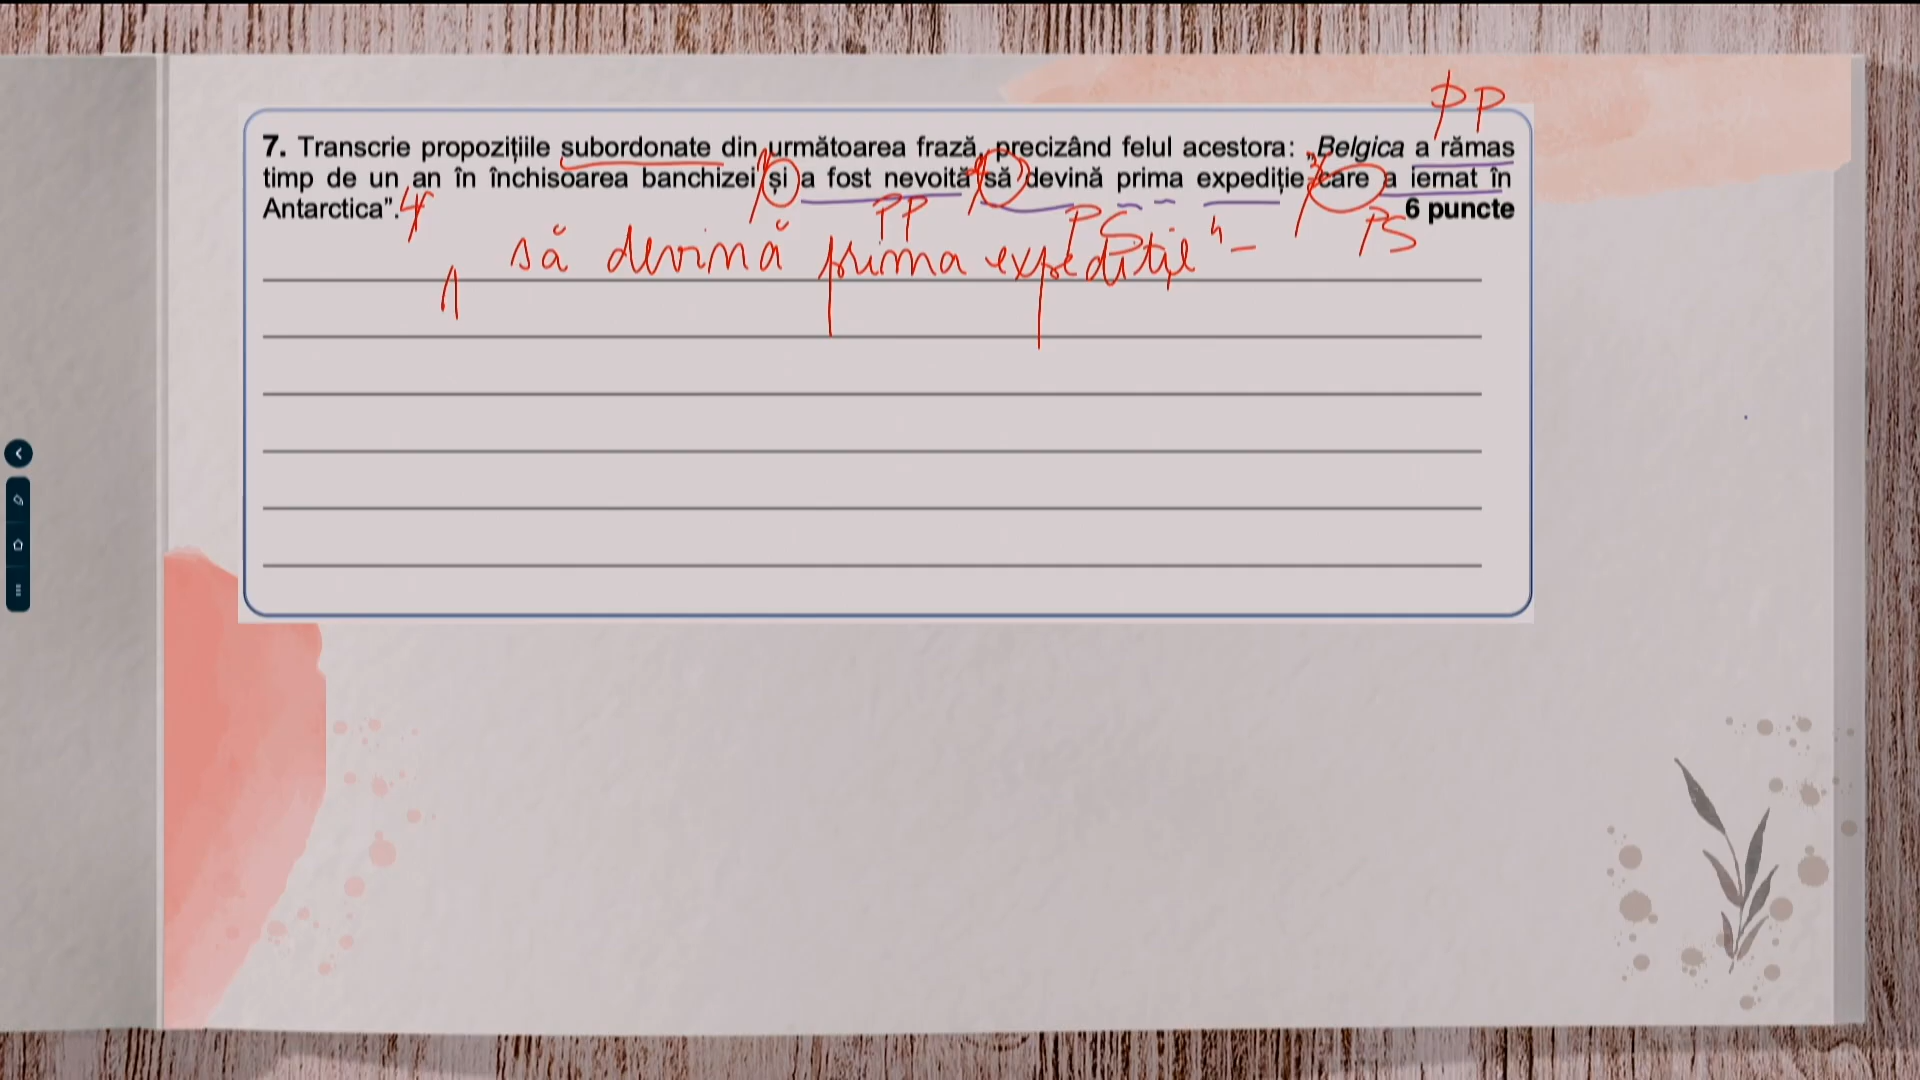 PP
7. Transcrie propozițiile subordonate din următoarea frază, precizând felul acestora: „Belgica a rămas
timp de un an în închisoarea banchizei și a fost nevoită să devină prima expediție care a iernat în
Antarctica”. 6 puncte
PP PS PS
„ să devină prima expediție " –